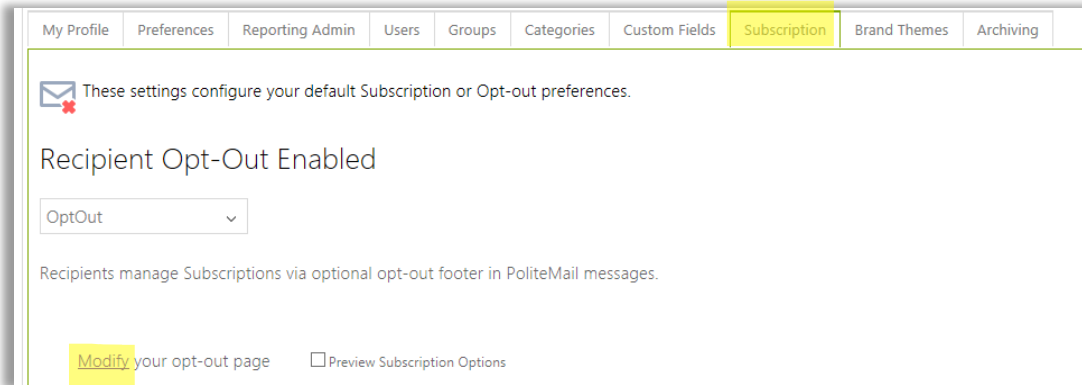 My Profile Preferences Reporting Admin Users Groups Categories Custom Fields Subscription Brand Themes Archiving
These settings configure your default Subscription or Opt-out preferences.
Recipient Opt-Out Enabled
OptOut
Recipients manage Subscriptions via optional opt-out footer in PoliteMail messages.
Modify your opt-out page Preview Subscription Options